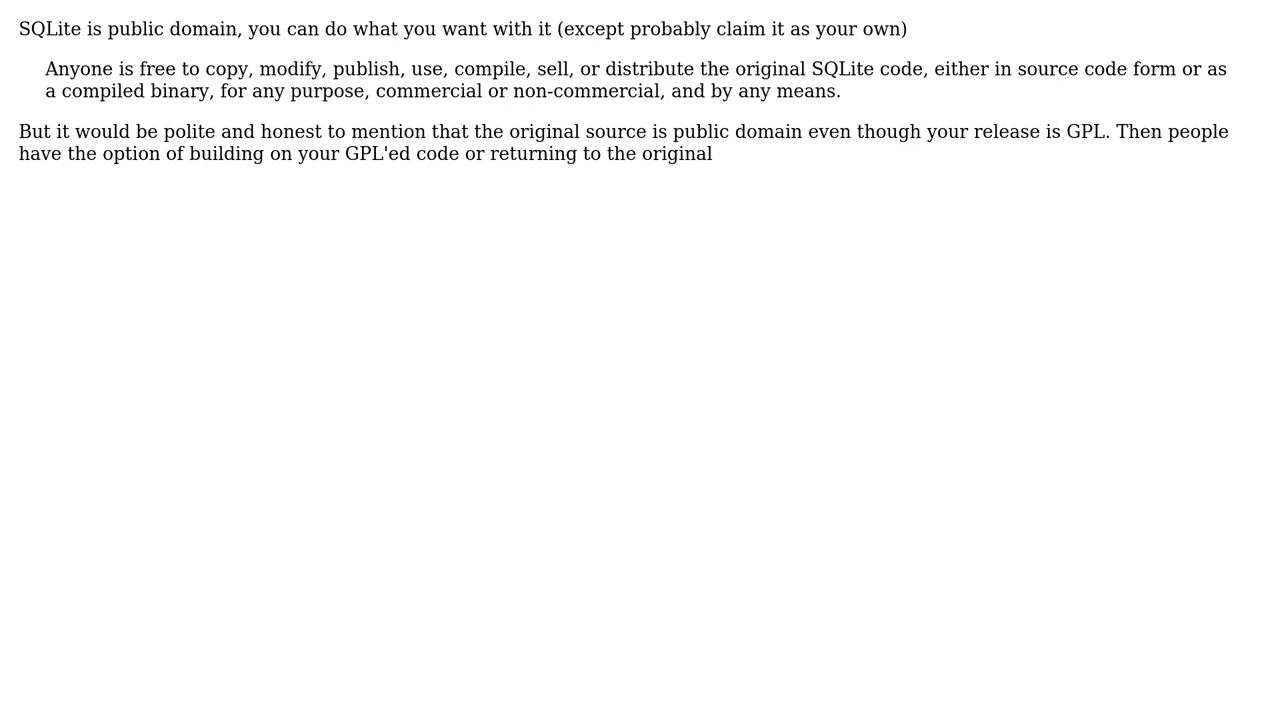 SQLite is public domain, you can do what you want with it (except probably claim it as your own)
Anyone is free to copy, modify, publish, use, compile, sell, or distribute the original SQLite code, either in source code form or as
a compiled binary, for any purpose, commercial or non-commercial, and by any means.
But it would be polite and honest to mention that the original source is public domain even though your release is GPL. Then people
have the option of building on your GPL'ed code or returning to the original